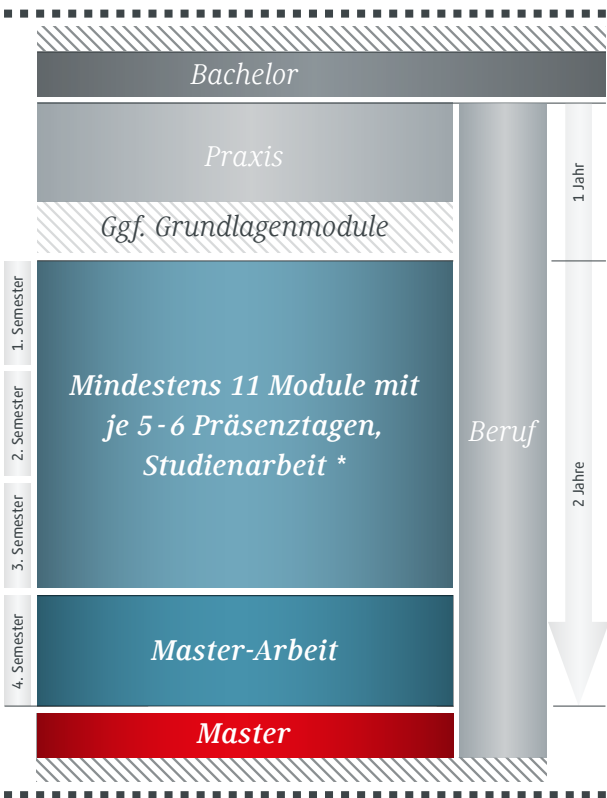 Bachelor
Praxis
1 Jahr
Ggf. Grundlagenmodule
1. Semester
2. Semester
3. Semester
4. Semester
Mindestens 11 Module mit
je 5 - 6 Präsenztagen,
Studienarbeit *
Beruf
2 Jahre
Master-Arbeit
Master